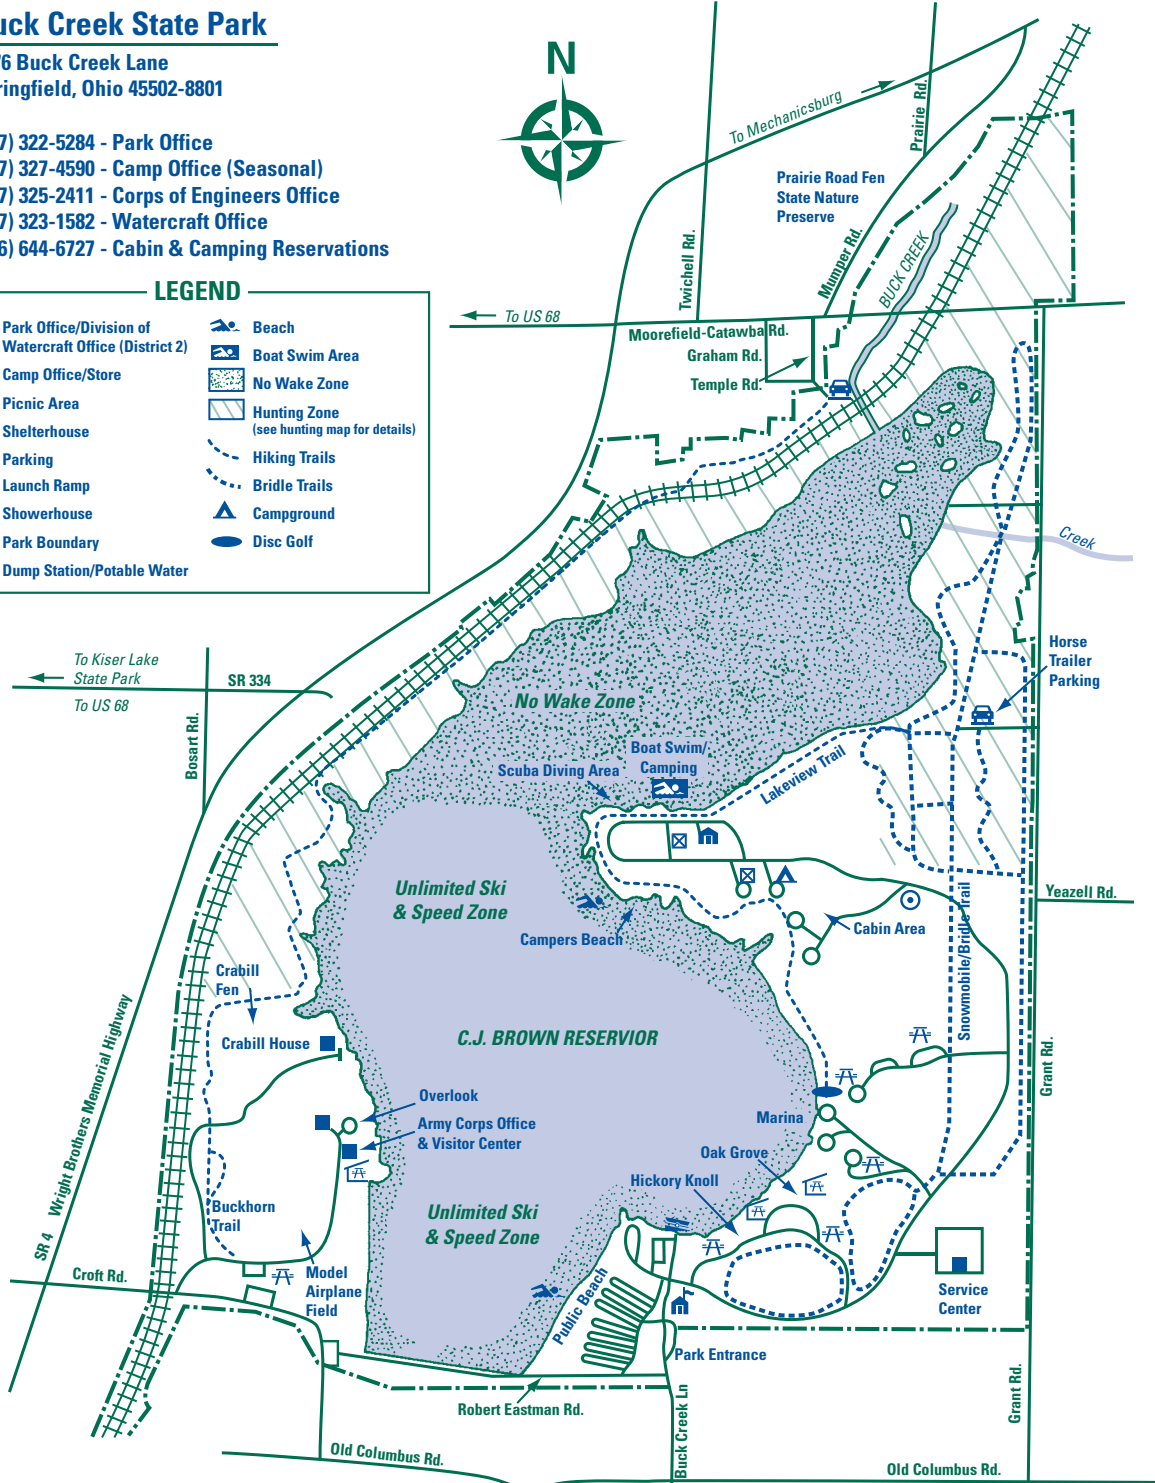 uck Creek State Park
76 Buck Creek Lane
ringfield, Ohio 45502-8801
7) 322-5284 - Park Office
7) 327-4590 - Camp Office (Seasonal)
7) 325-2411 - Corps of Engineers Office
7) 323-1582 - Watercraft Office
6) 644-6727 - Cabin & Camping Reservations
LEGEND
Park Office/Division of
Watercraft Office (District 2)
Camp Office/Store
Picnic Area
Shelterhouse
Parking
Launch Ramp
Showerhouse
Park Boundary
Dump Station/Potable Water
Beach
Boat Swim Area
No Wake Zone
Hunting Zone
(see hunting map for details)
Hiking Trails
Bridle Trails
Campground
Disc Golf
N
To Mechanicsburg
Prairie Rd.
Prairie Road Fen
State Nature
Preserve
Twichell Rd.
Mumper Rd.
BUCK CREEK
To US 68
Moorefield-Catawba Rd.
Graham Rd.
Temple Rd.
Creek
Horse
Trailer
Parking
To Kiser Lake
State Park
SR 334
To US 68
Bosart Rd.
No Wake Zone
Boat Swim/
Camping
Scuba Diving Area
Lakeview Trail
Unlimited Ski
& Speed Zone
Campers Beach
Cabin Area
Yeazell Rd.
Snowmobile/Bridle Trail
Crabill
Fen
Crabill House
C.J. BROWN RESERVIOR
Grant Rd.
Wright Brothers Memorial Highway
SR 4
Overlook
Army Corps Office
& Visitor Center
Marina
Oak Grove
Hickory Knoll
Buckhorn
Trail
Unlimited Ski
& Speed Zone
Croft Rd.
Model
Airplane
Field
Public Beach
Service
Center
Park Entrance
Robert Eastman Rd.
Buck Creek Ln
Grant Rd.
Old Columbus Rd.
Old Columbus Rd.